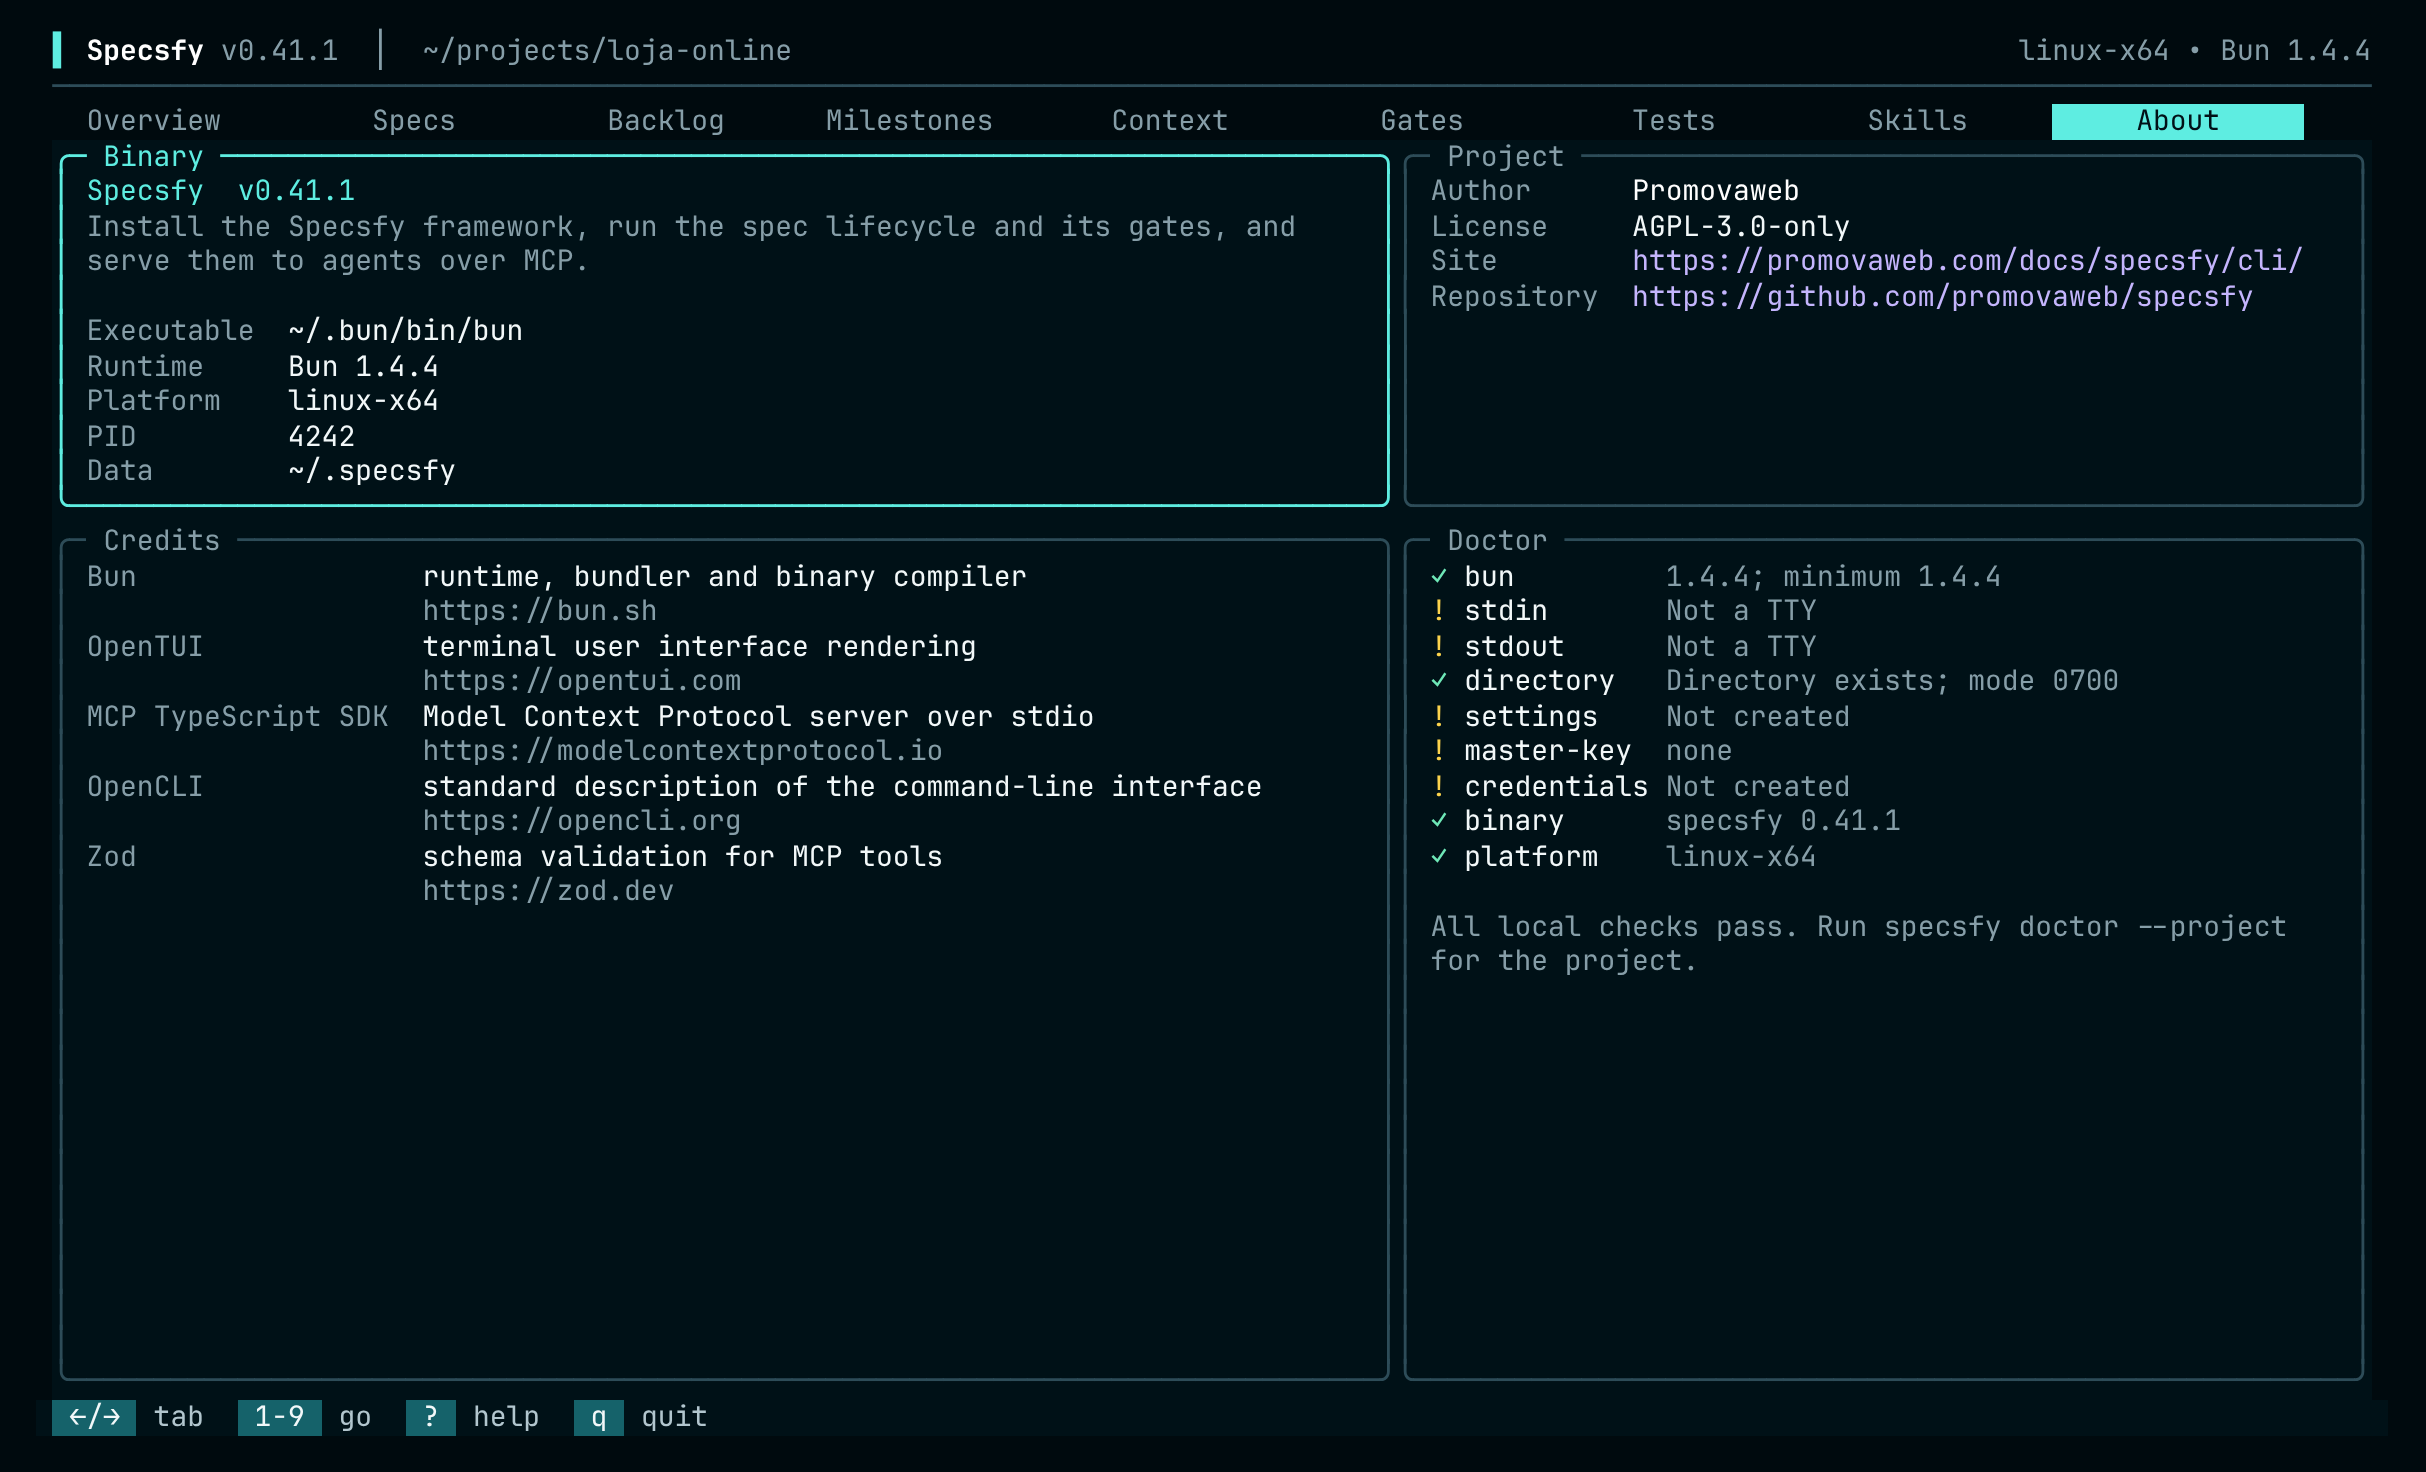 Specsfy v0.41.1 │ ~/projects/loja-online linux-x64 • Bun 1.4.4
Overview Specs Backlog Milestones Context Gates Tests Skills About
Binary
Specsfy v0.41.1
Install the Specsfy framework, run the spec lifecycle and its gates, and
serve them to agents over MCP.
Executable ~/.bun/bin/bun
Runtime Bun 1.4.4
Platform linux-x64
PID 4242
Data ~/.specsfy
Project
Author Promovaweb
License AGPL-3.0-only
Site https://promovaweb.com/docs/specsfy/cli/
Repository https://github.com/promovaweb/specsfy
Credits
Bun runtime, bundler and binary compiler
https://bun.sh
OpenTUI terminal user interface rendering
https://opentui.com
MCP TypeScript SDK Model Context Protocol server over stdio
https://modelcontextprotocol.io
OpenCLI standard description of the command-line interface
https://opencli.org
Zod schema validation for MCP tools
https://zod.dev
Doctor
✓ bun 1.4.4; minimum 1.4.4
! stdin Not a TTY
! stdout Not a TTY
✓ directory Directory exists; mode 0700
! settings Not created
! master-key none
! credentials Not created
✓ binary specsfy 0.41.1
✓ platform linux-x64
All local checks pass. Run specsfy doctor --project
for the project.
←/→ tab 1-9 go ? help q quit